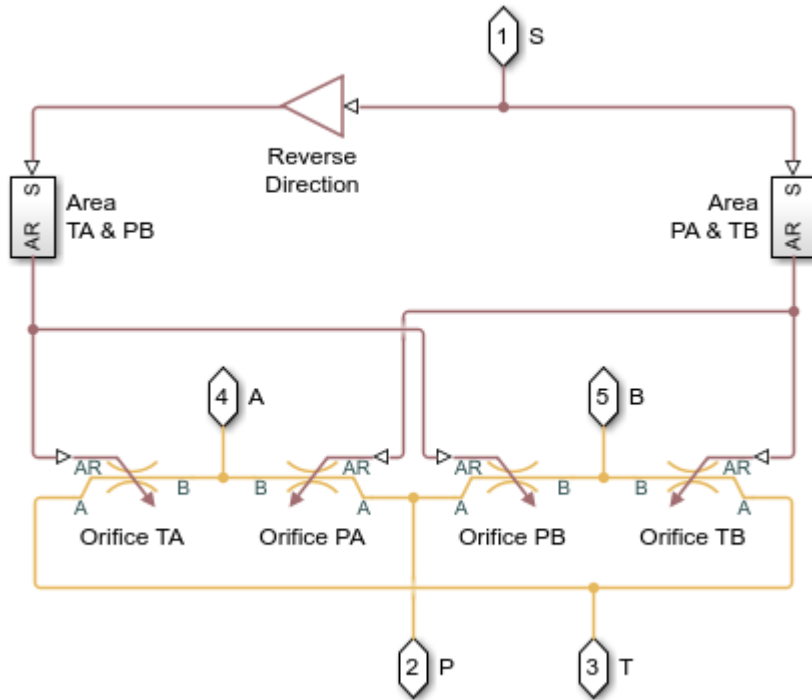 1 S
Reverse
Direction
S
AR
Area
TA & PB
Area
PA & TB
S
AR
4 A
5 B
AR
B
A
Orifice TA
B
AR
A
Orifice PA
AR
B
A
Orifice PB
B
AR
A
Orifice TB
2 P
3 T